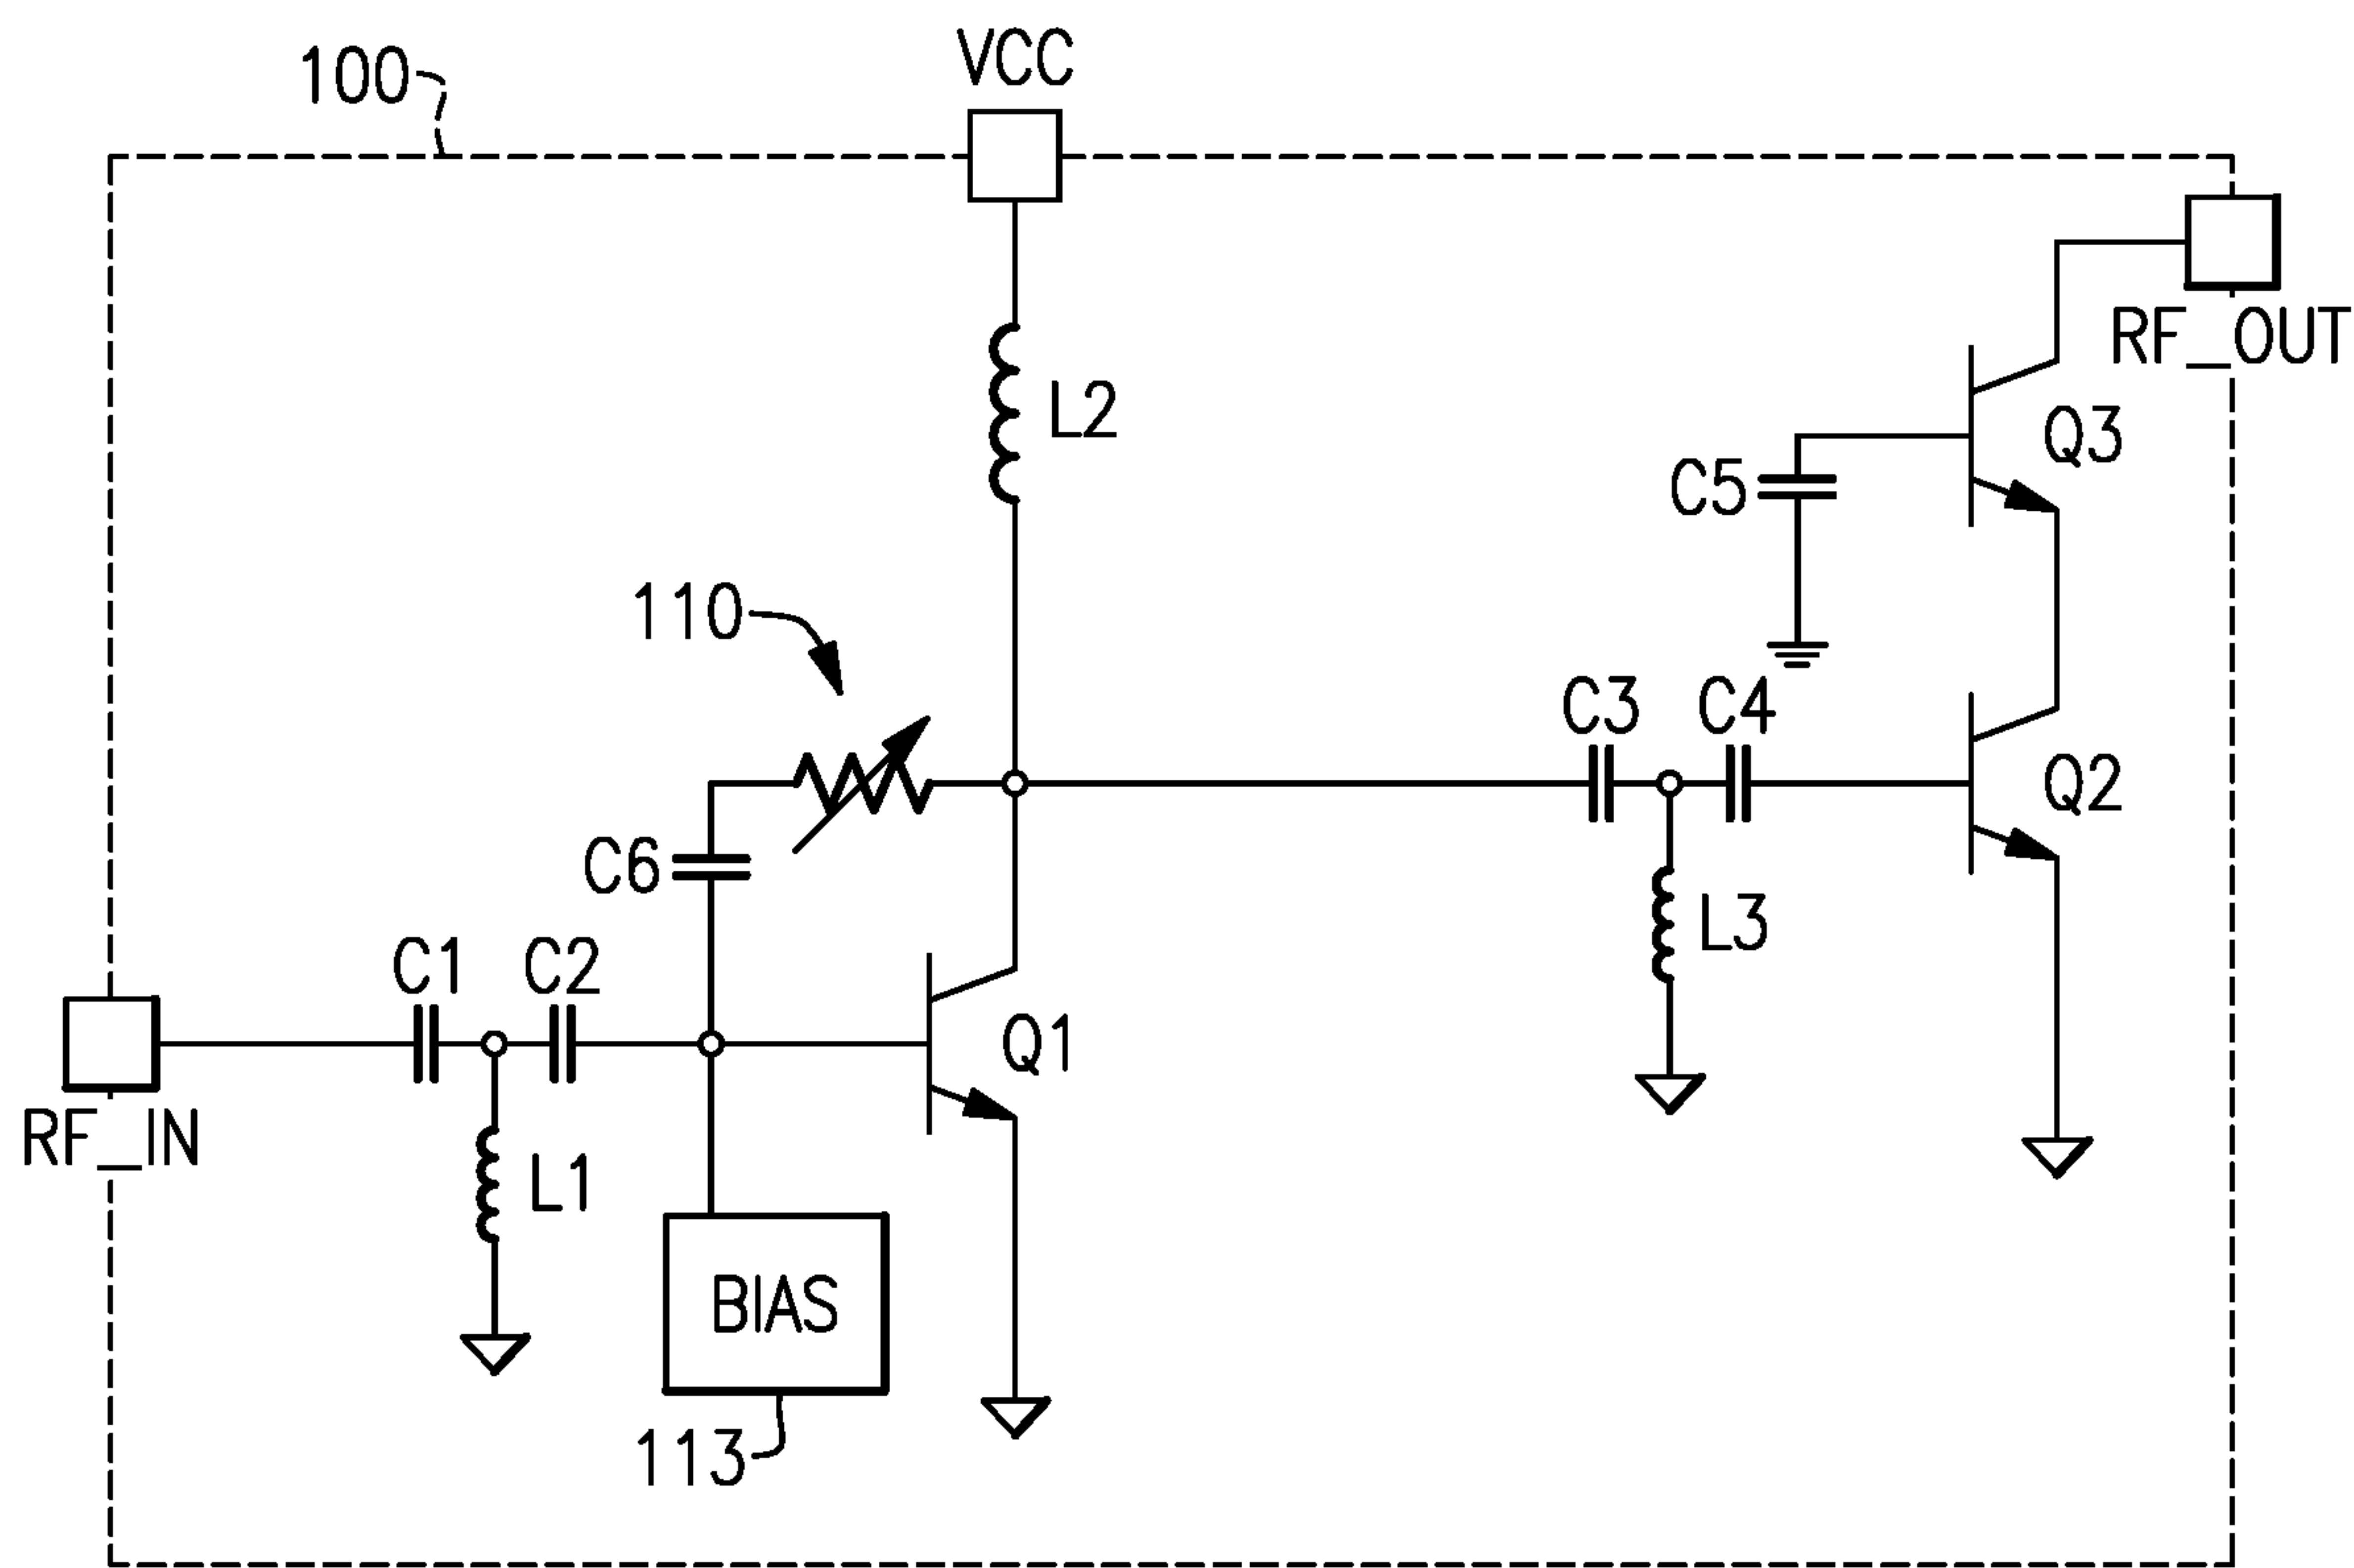 100
VCC
RF_OUT
L2
Q3
C5
110
C3
C4
Q2
C6
L3
C1
C2
Q1
RF_IN
L1
BIAS
113